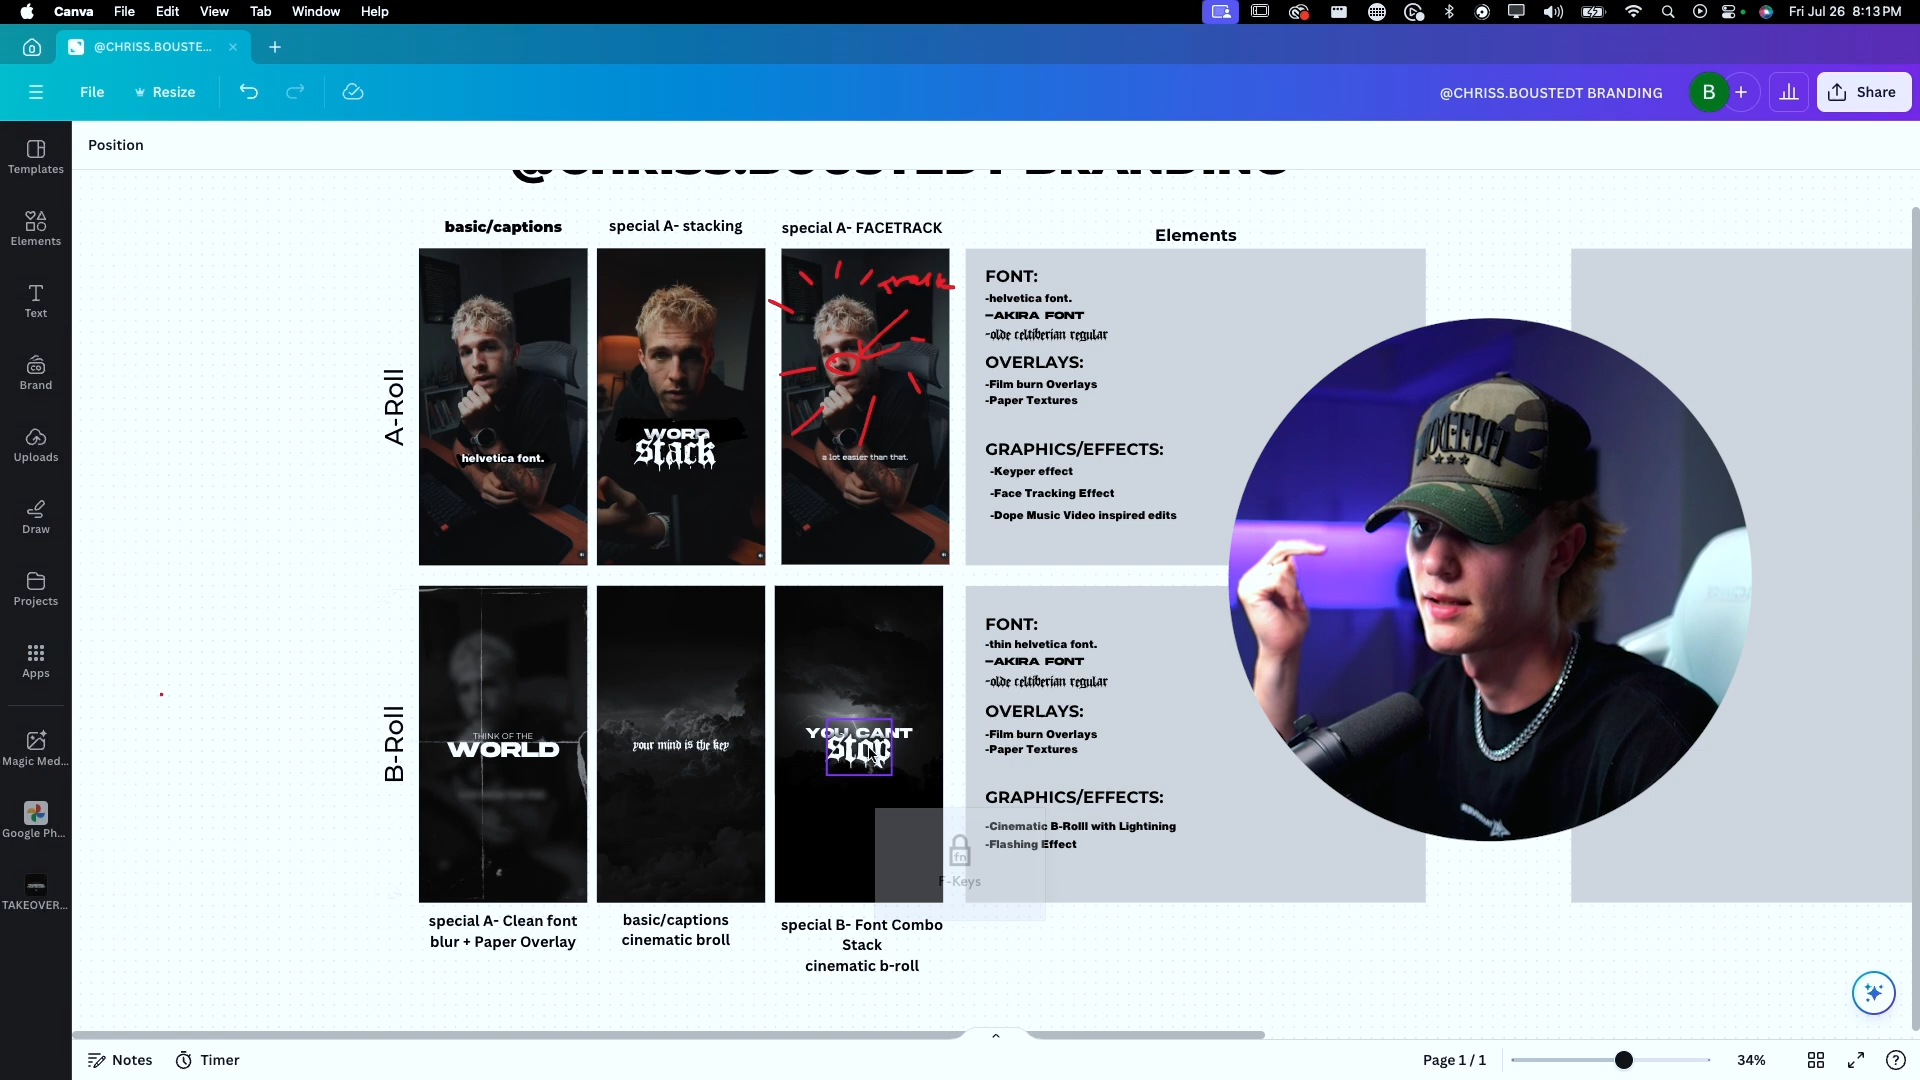 Canva File Edit View Tab Window Help
Fri Jul 26 8:13 PM
@CHRISS.BOUSTE...
File Resize
@CHRISS.BOUSTEDT BRANDING
B
Share
Position
@CHRISS.BOUSTEDT BRANDING
Templates
Elements
Text
Brand
Uploads
Draw
Projects
Apps
Magic Med...
Google Ph...
TAKEOVER...
basic/captions
special A- stacking
special A- FACETRACK
Elements
A-Roll
helvetica font.
WORD
stack
Track
a lot easier than that.
FONT:
-helvetica font.
-AKIRA FONT
-olde celtiberian regular
OVERLAYS:
-Film burn Overlays
-Paper Textures
GRAPHICS/EFFECTS:
-Keyper effect
-Face Tracking Effect
-Dope Music Video inspired edits
B-Roll
THINK OF THE
WORLD
your mind is the key
YOU CANT
stop
FONT:
-thin helvetica font.
-AKIRA FONT
-olde celtiberian regular
OVERLAYS:
-Film burn Overlays
-Paper Textures
GRAPHICS/EFFECTS:
-Cinematic B-Rolll with Lightining
-Flashing Effect
fn
F-Keys
special A- Clean font
blur + Paper Overlay
basic/captions
cinematic broll
special B- Font Combo
Stack
cinematic b-roll
Notes Timer
Page 1 / 1
34%